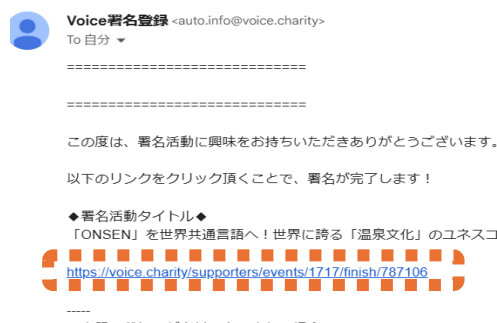 Voice署名登録 <auto.info@voice.charity>
To 自分
==============================
==============================
この度は、署名活動に興味をお持ちいただきありがとうございます。
以下のリンクをクリック頂くことで、署名が完了します！
◆署名活動タイトル◆
「ONSEN」を世界共通言語へ！世界に誇る「温泉文化」のユネスコ
https://voice.charity/supporters/events/1717/finish/787106
-----